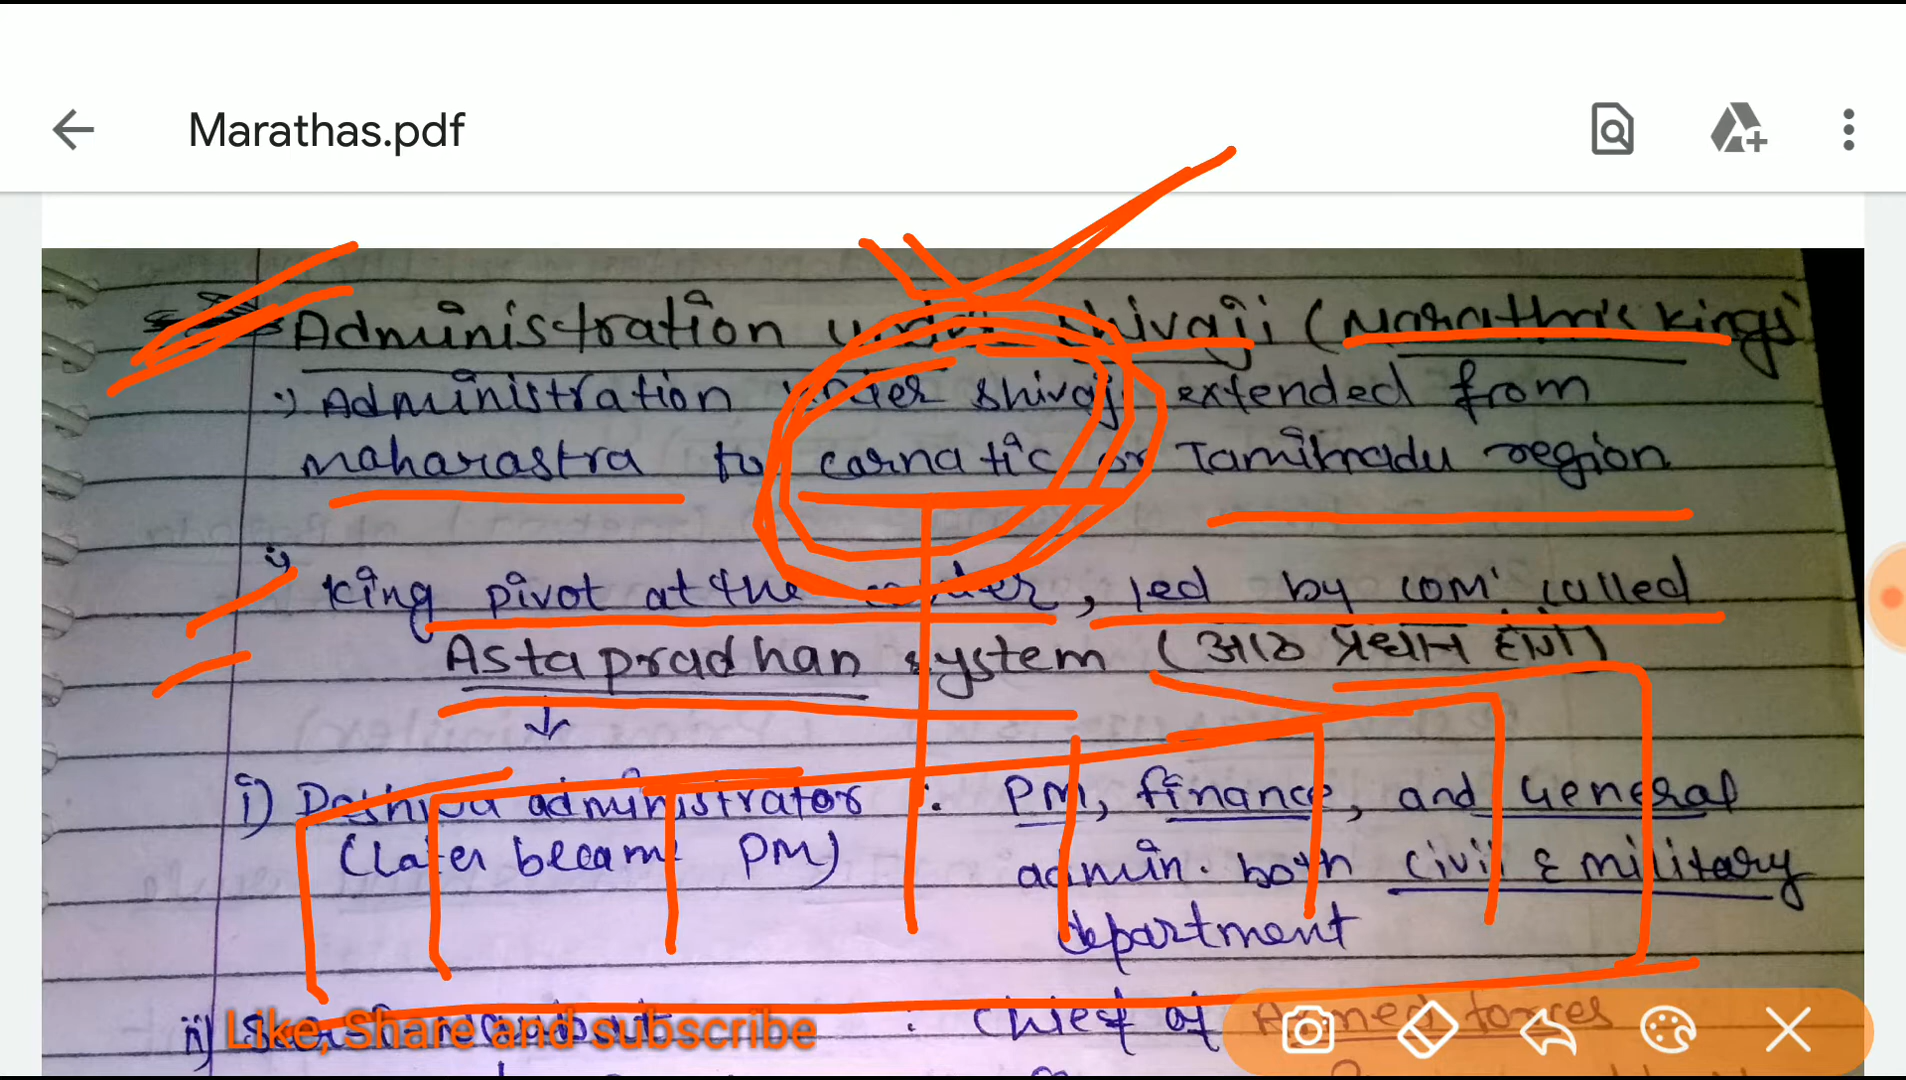 Marathas.pdf
Administration under Shivaji (Maratha's Kings)
i) Administration under Shivaji extended from
maharastra to carnatic or Tamilnadu region
ii) King pivot at the center, led by com. called
Astapradhan system (आठ प्रधान होंगे)
i) Peshwa administrator : PM, finance, and General
(Later became PM) admin. both civil & military
department
ii) : Chief of Armed forces
Like, Share and subscribe